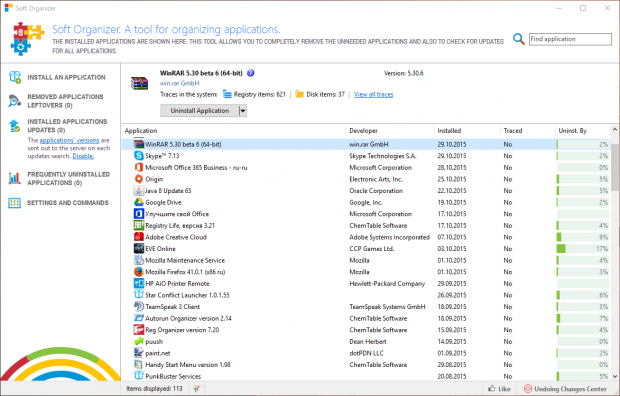 Soft Organizer
Soft Organizer. A tool for organizing applications.
THE INSTALLED APPLICATIONS ARE SHOWN HERE. THIS TOOL ALLOWS YOU TO COMPLETELY REMOVE THE UNNEEDED APPLICATIONS AND ALSO TO CHECK FOR UPDATES
FOR ALL APPLICATIONS.
Find application
INSTALL AN APPLICATION
REMOVED APPLICATIONS
LEFTOVERS (0)
INSTALLED APPLICATIONS
UPDATES (0)
The applications' versions are
sent out to the server on each
updates search. Disable.
FREQUENTLY UNINSTALLED
APPLICATIONS (0)
SETTINGS AND COMMANDS
WinRAR 5.30 beta 6 (64-bit) ? Version: 5.30.6
win.rar GmbH
Traces in the system: Registry items: 621 | Disk items: 37 | View all traces
Uninstall Application
Application Developer Installed Traced Uninst. By
WinRAR 5.30 beta 6 (64-bit) win.rar GmbH 29.10.2015 No 2%
Skype™ 7.13 Skype Technologies S.A. 29.10.2015 No 2%
Microsoft Office 365 Business - ru-ru Microsoft Corporation 28.10.2015 No
Origin Electronic Arts, Inc. 25.10.2015 No 5%
Java 8 Update 65 Oracle Corporation 22.10.2015 No 5%
Google Drive Google, Inc. 19.10.2015 No 2%
Улучшите свой Office Microsoft Corporation 17.10.2015 No
Registry Life, версия 3.21 ChemTable Software 10.10.2015 No 4%
Adobe Creative Cloud Adobe Systems Incorporated 07.10.2015 No 9%
EVE Online CCP Games Ltd. 07.10.2015 No 17%
Mozilla Maintenance Service Mozilla 01.10.2015 No 4%
Mozilla Firefox 41.0.1 (x86 ru) Mozilla 01.10.2015 No 3%
HP AiO Printer Remote Hewlett-Packard Company 30.09.2015 No
Star Conflict Launcher 1.0.1.55 26.09.2015 No 6%
TeamSpeak 3 Client TeamSpeak Systems GmbH 18.09.2015 No 3%
Autorun Organizer version 2.14 ChemTable Software 16.09.2015 No 7%
Reg Organizer version 7.20 ChemTable Software 15.09.2015 No 4%
puush Dean Herbert 14.09.2015 No
paint.net dotPDN LLC 21.08.2015 No 2%
Handy Start Menu version 1.98 ChemTable Software 20.08.2015 No
PunkBuster Services 20.08.2015 No 5%
Items displayed: 113
Like
Undoing Changes Center